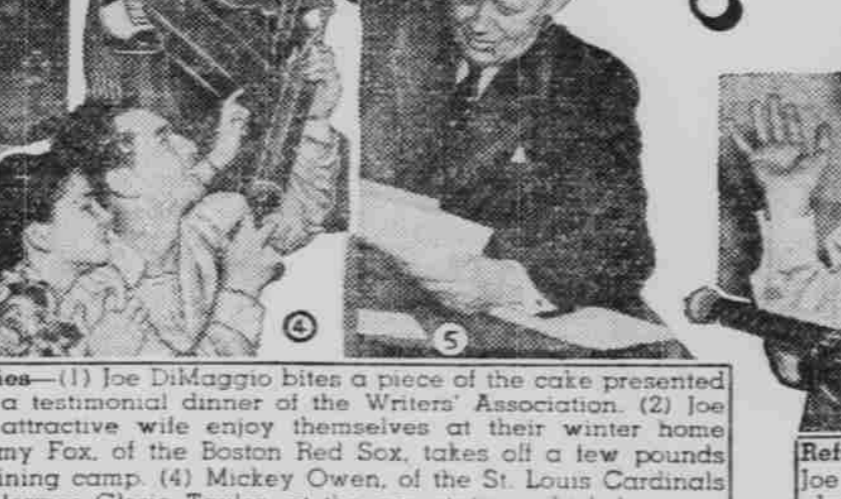 4
5
ies—(1) Joe DiMaggio bites a piece of the cake presented
a testimonial dinner of the Writers' Association. (2) Joe
attractive wife enjoy themselves at their winter home
my Fox, of the Boston Red Sox, takes off a few pounds
ining camp. (4) Mickey Owen, of the St. Louis Cardinals
Ref
Joe